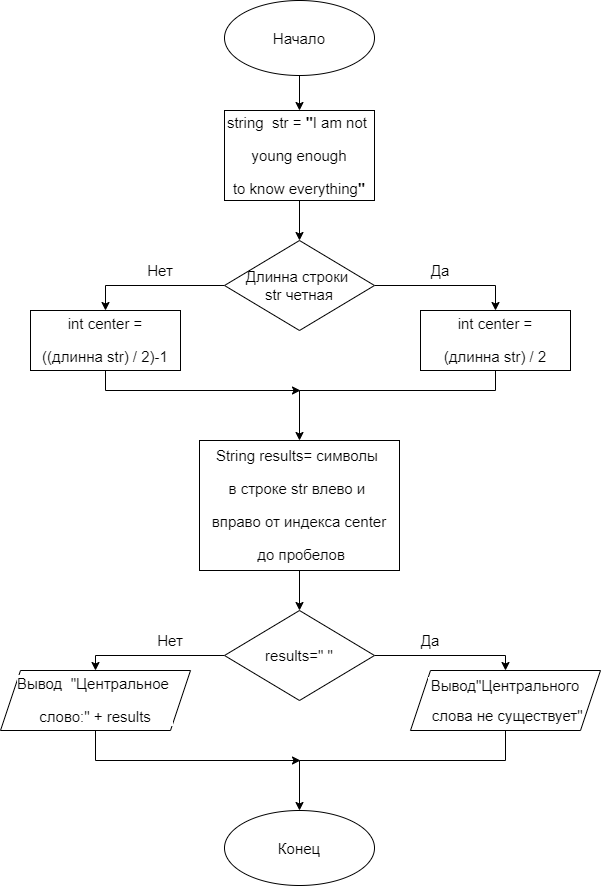 Начало
string  str = "I am not
young enough
to know everything"
Нет
Длинна строки
str четная
Да
int center =
((длинна str) / 2)-1
int center =
(длинна str) / 2
String results= символы
в строке str влево и
вправо от индекса center
до пробелов
Нет
results=" "
Да
Вывод  "Центральное
слово:" + results
Вывод"Центрального
слова не существует"
Конец